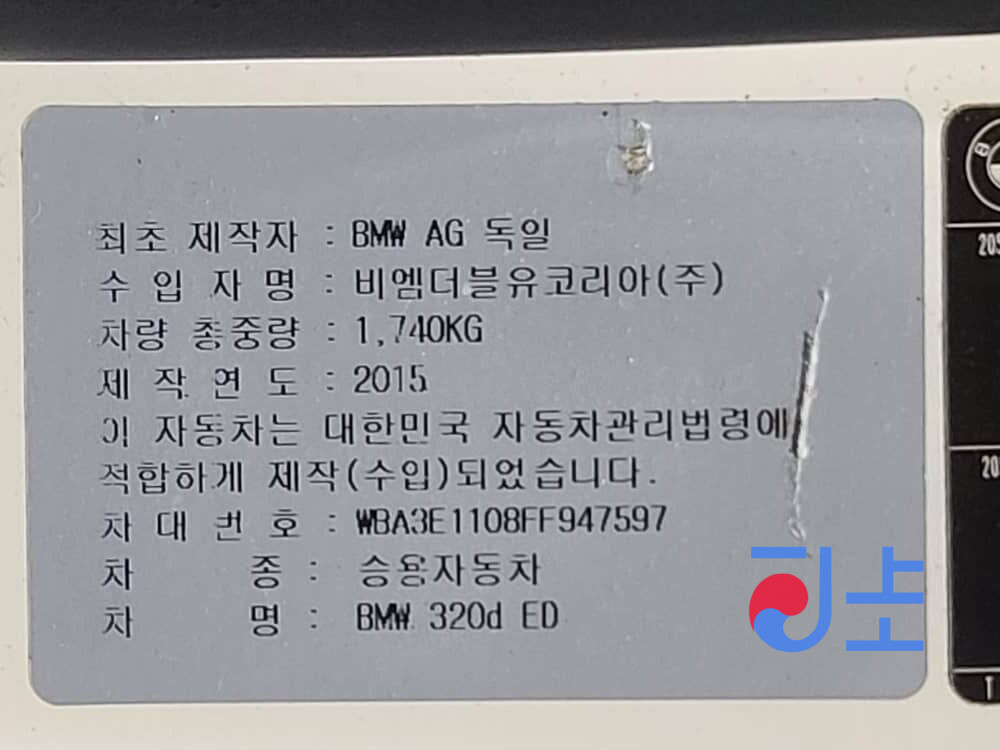 최초 제작자 : BMW AG 독일
수 입 자 명 : 비엠더블유코리아(주)
차량 총중량 : 1,740KG
제 작 연 도 : 2015
이 자동차는 대한민국 자동차관리법령에
적합하게 제작(수입)되었습니다.
차 대 번 호 : WBA3E1108FF947597
차 종 : 승용자동차
차 명 : BMW 320d ED